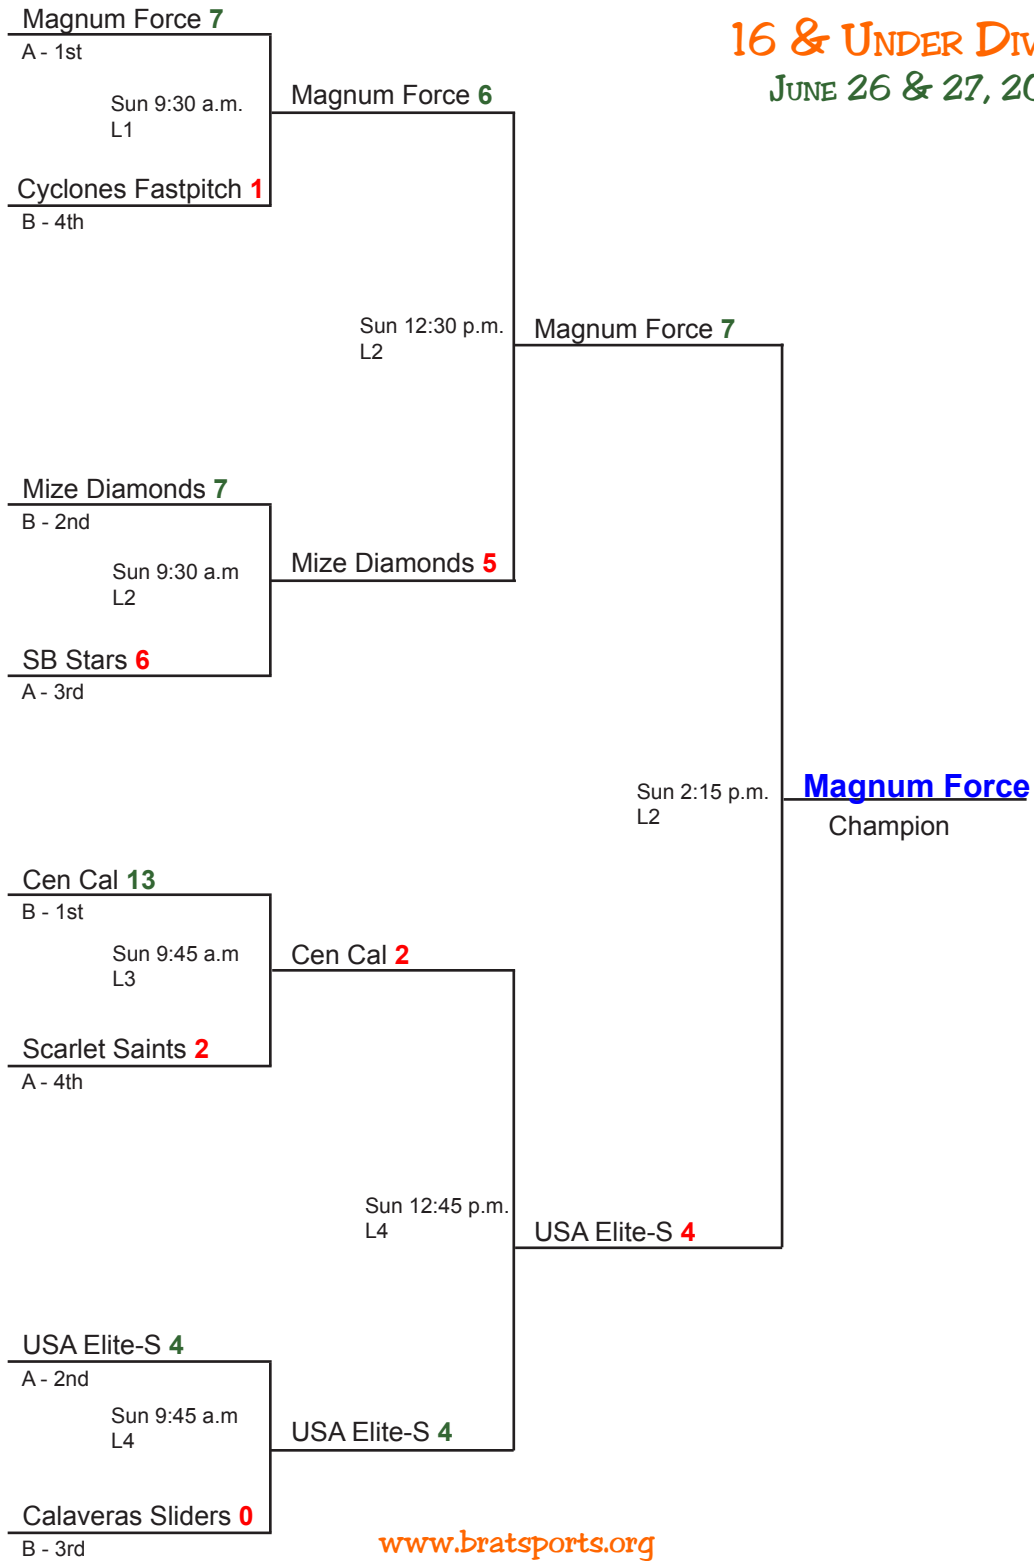 16 & Under Div
June 26 & 27, 20
Magnum Force 7
A - 1st
Sun 9:30 a.m.
L1
Cyclones Fastpitch 1
B - 4th
Magnum Force 6
Sun 12:30 p.m.
L2
Magnum Force 7
Mize Diamonds 7
B - 2nd
Sun 9:30 a.m
L2
Mize Diamonds 5
SB Stars 6
A - 3rd
Sun 2:15 p.m.
L2
Magnum Force
Champion
Cen Cal 13
B - 1st
Sun 9:45 a.m
L3
Cen Cal 2
Scarlet Saints 2
A - 4th
Sun 12:45 p.m.
L4
USA Elite-S 4
USA Elite-S 4
A - 2nd
Sun 9:45 a.m
L4
USA Elite-S 4
Calaveras Sliders 0
B - 3rd
www.bratsports.org